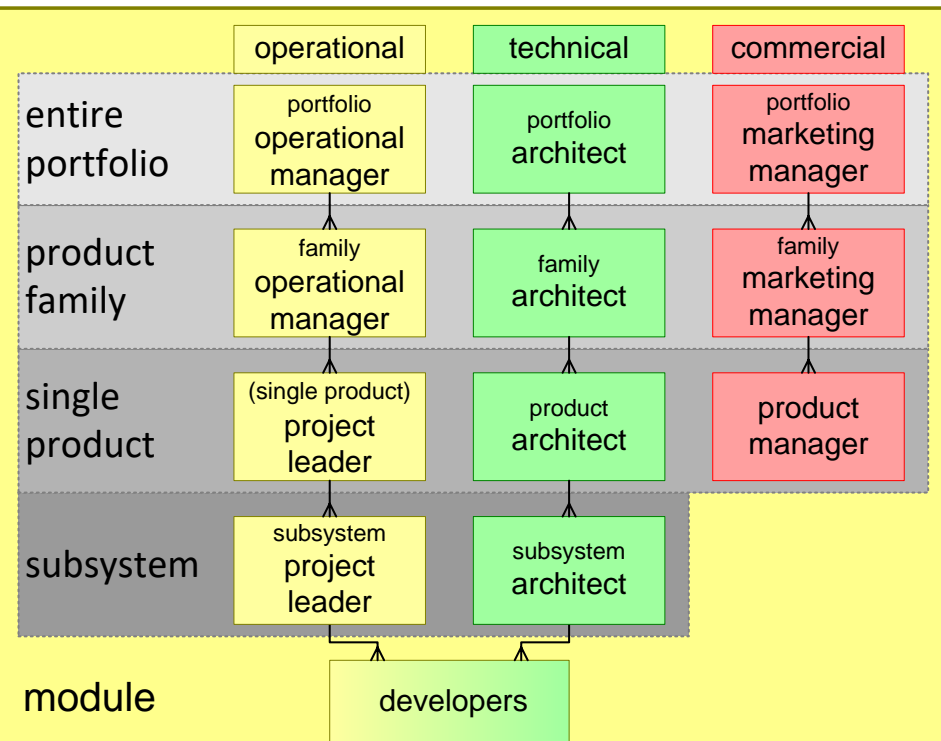 operational
technical
commercial
entire
portfolio
portfolio
operational
manager
portfolio
architect
portfolio
marketing
manager
product
family
family
operational
manager
family
architect
family
marketing
manager
single
product
(single product)
project
leader
product
architect
product
manager
subsystem
subsystem
project
leader
subsystem
architect
module
developers